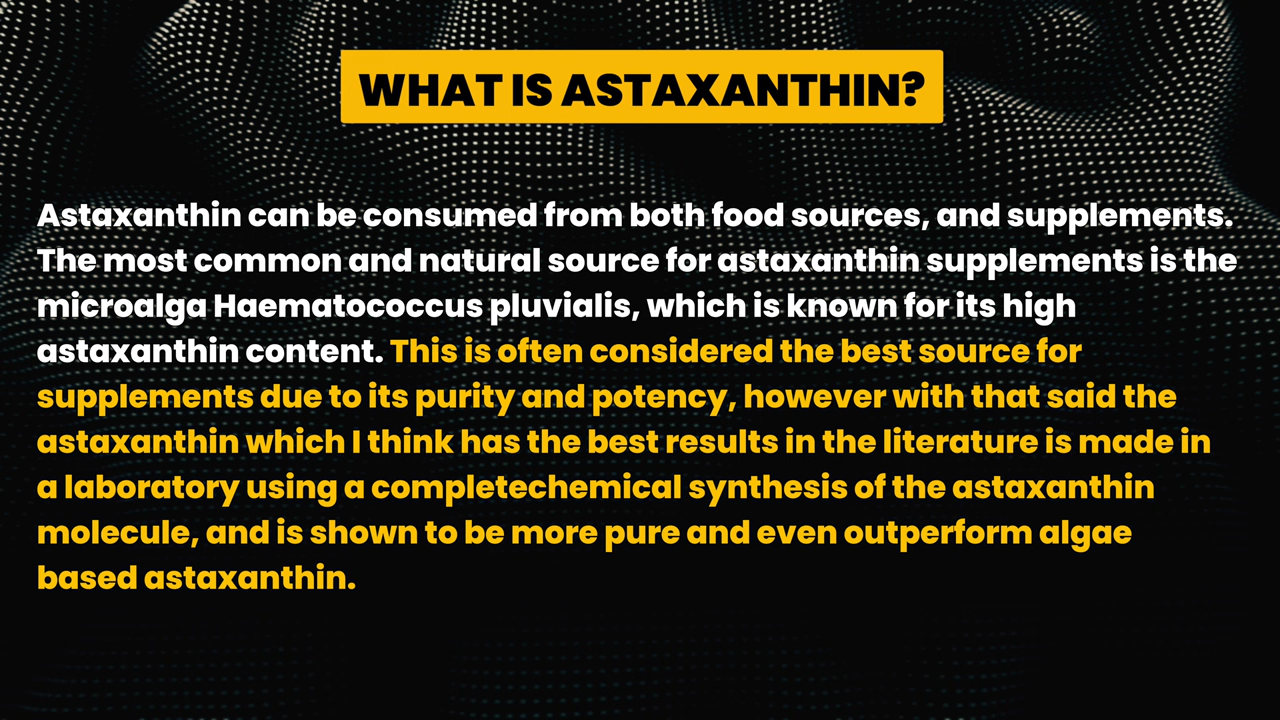 WHAT IS ASTAXANTHIN?
Astaxanthin can be consumed from both food sources, and supplements.
The most common and natural source for astaxanthin supplements is the
microalga Haematococcus pluvialis, which is known for its high
astaxanthin content. This is often considered the best source for
supplements due to its purity and potency, however with that said the
astaxanthin which I think has the best results in the literature is made in
a laboratory using a completechemical synthesis of the astaxanthin
molecule, and is shown to be more pure and even outperform algae
based astaxanthin.